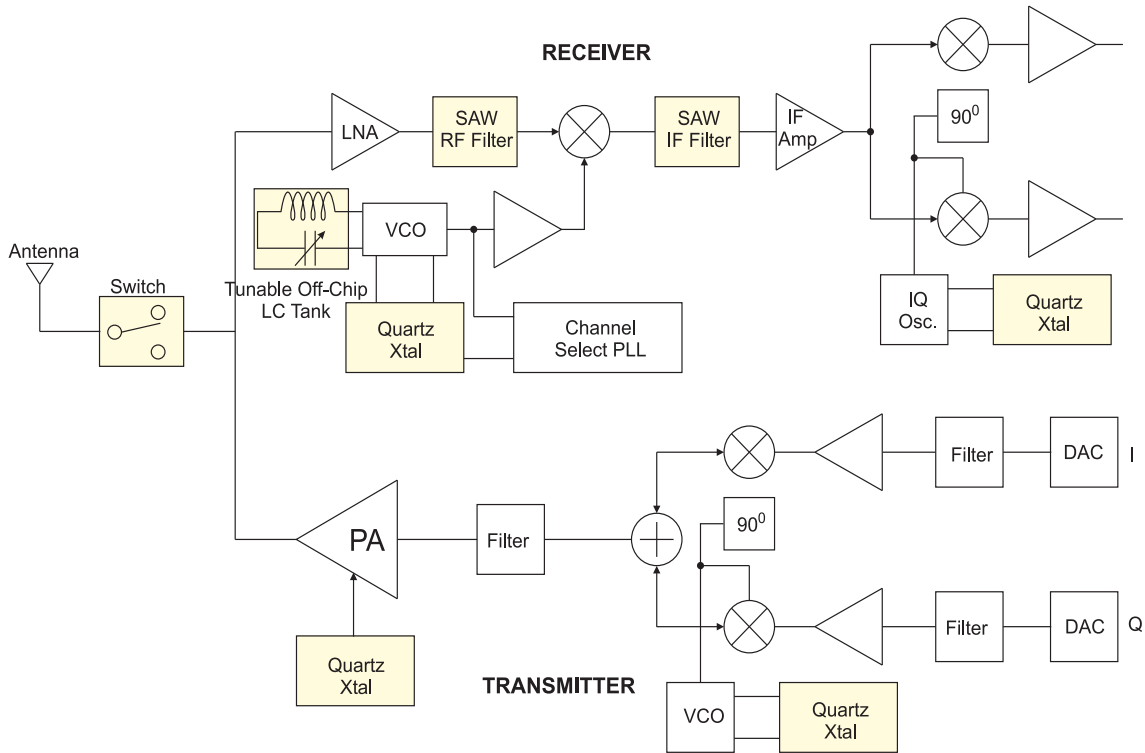 RECEIVER
LNA
SAW
RF Filter
SAW
IF Filter
IF
Amp
90⁰
VCO
Tunable Off-Chip
LC Tank
Antenna
Switch
Quartz
Xtal
Channel
Select PLL
IQ
Osc.
Quartz
Xtal
PA
Filter
90⁰
Filter
DAC
I
Filter
DAC
Q
Quartz
Xtal
TRANSMITTER
VCO
Quartz
Xtal